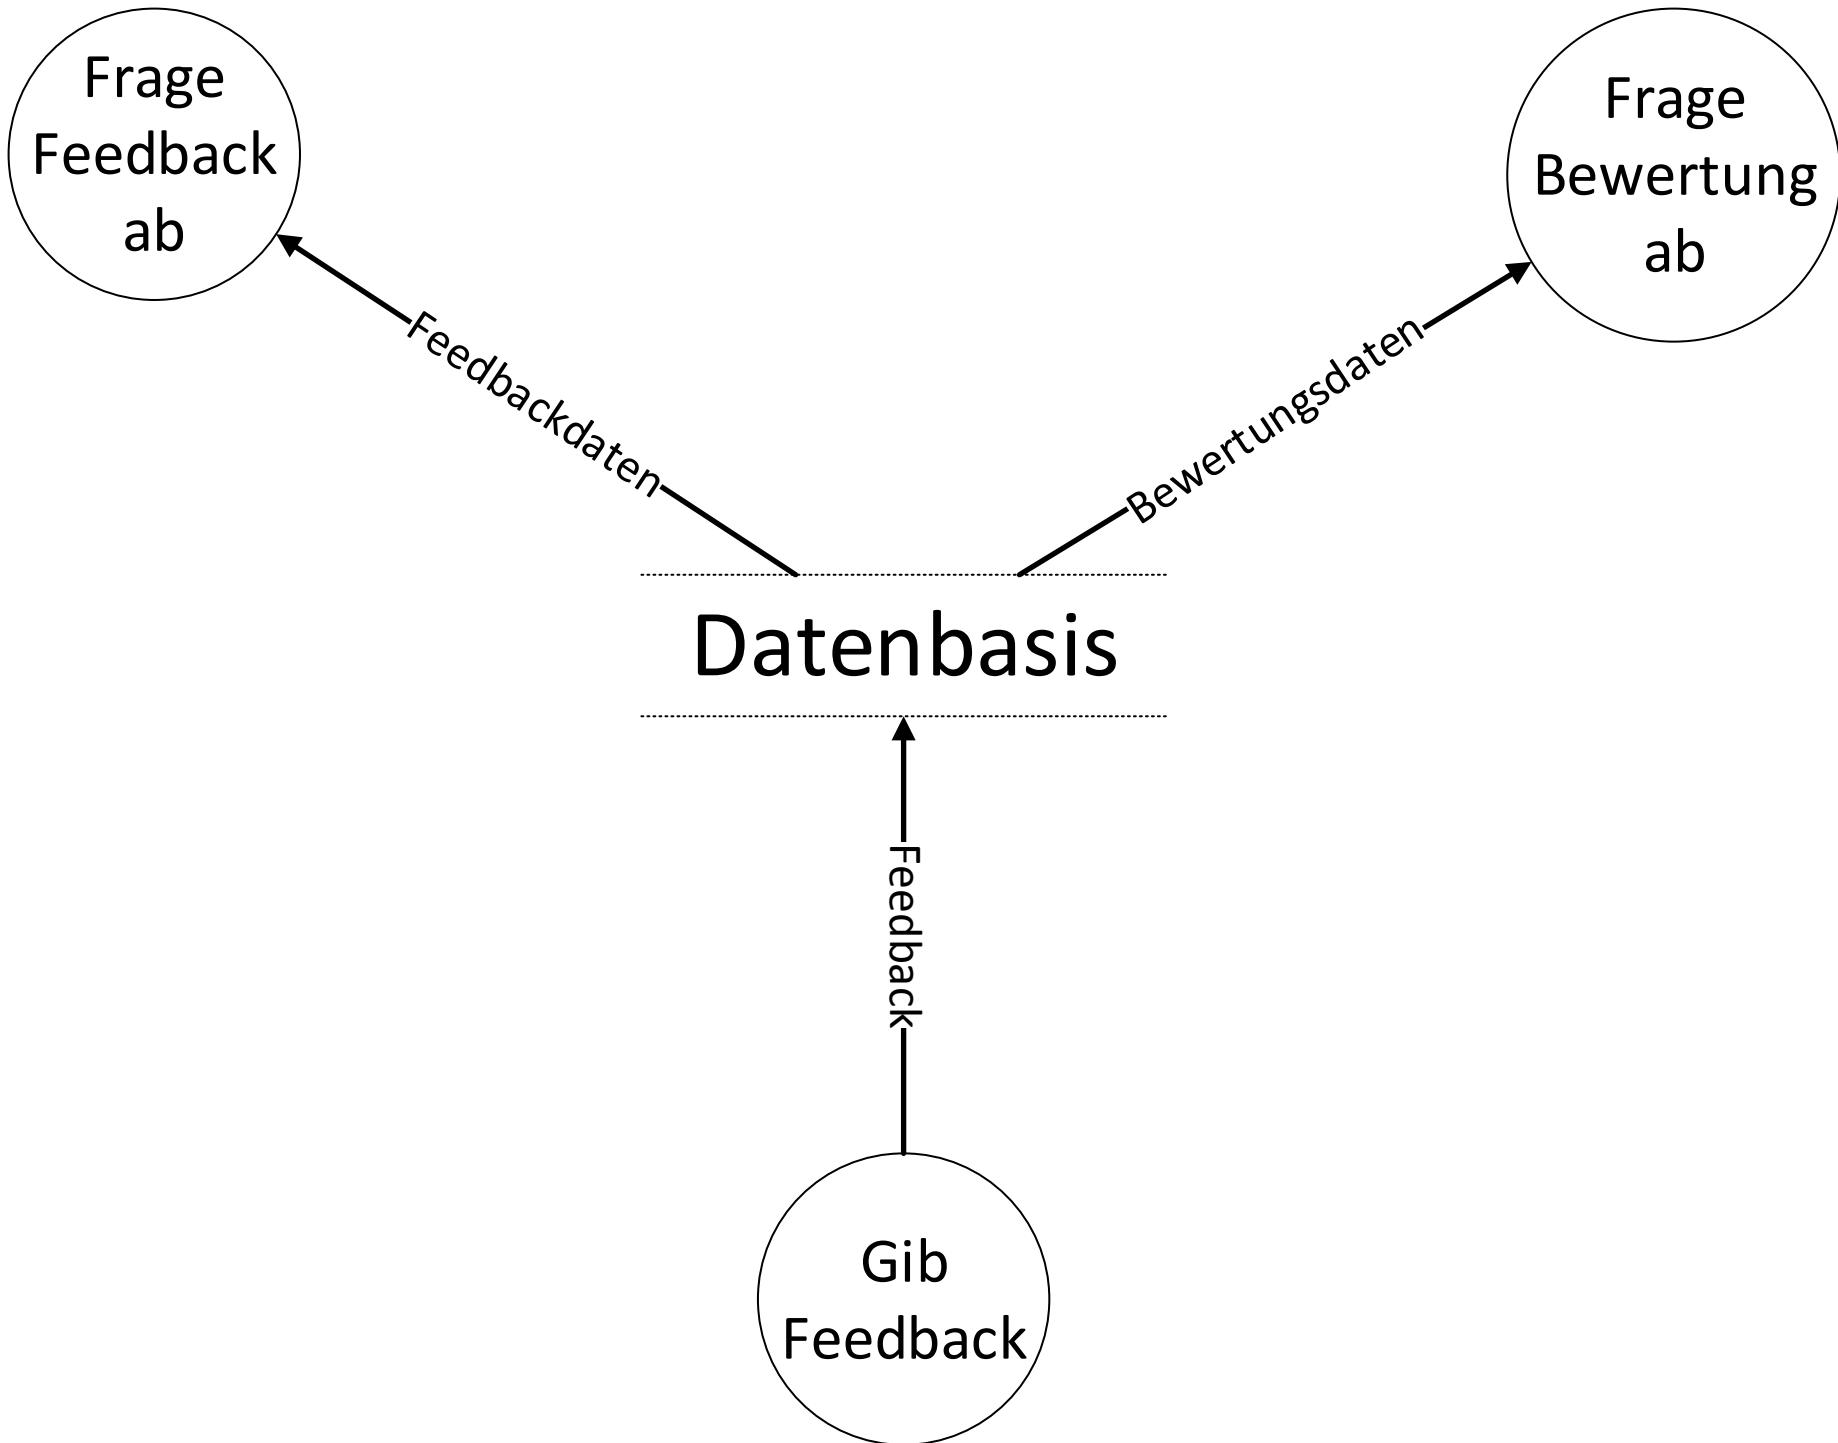 Frage
Feedback
ab
Frage
Bewertung
ab
Feedbackdaten
Bewertungsdaten
Datenbasis
Feedback
Gib
Feedback